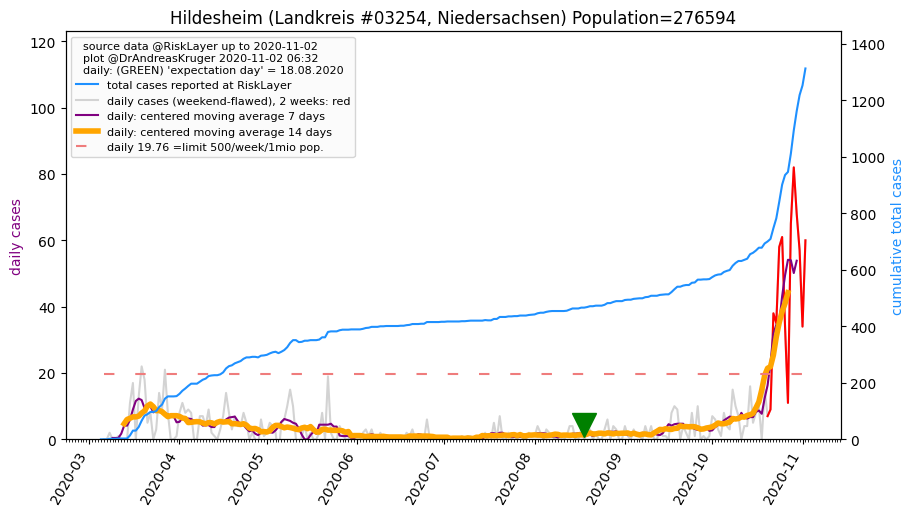 Hildesheim (Landkreis #03254, Niedersachsen) Population=276594
source data @RiskLayer up to 2020-11-02
plot @DrAndreasKruger 2020-11-02 06:32
daily: (GREEN) 'expectation day' = 18.08.2020
total cases reported at RiskLayer
daily cases (weekend-flawed), 2 weeks: red
daily: centered moving average 7 days
daily: centered moving average 14 days
daily 19.76 =limit 500/week/1mio pop.
daily cases
120
100
80
60
40
20
0
cumulative total cases
1400
1200
1000
800
600
400
200
0
2020-03
2020-04
2020-05
2020-06
2020-07
2020-08
2020-09
2020-10
2020-11